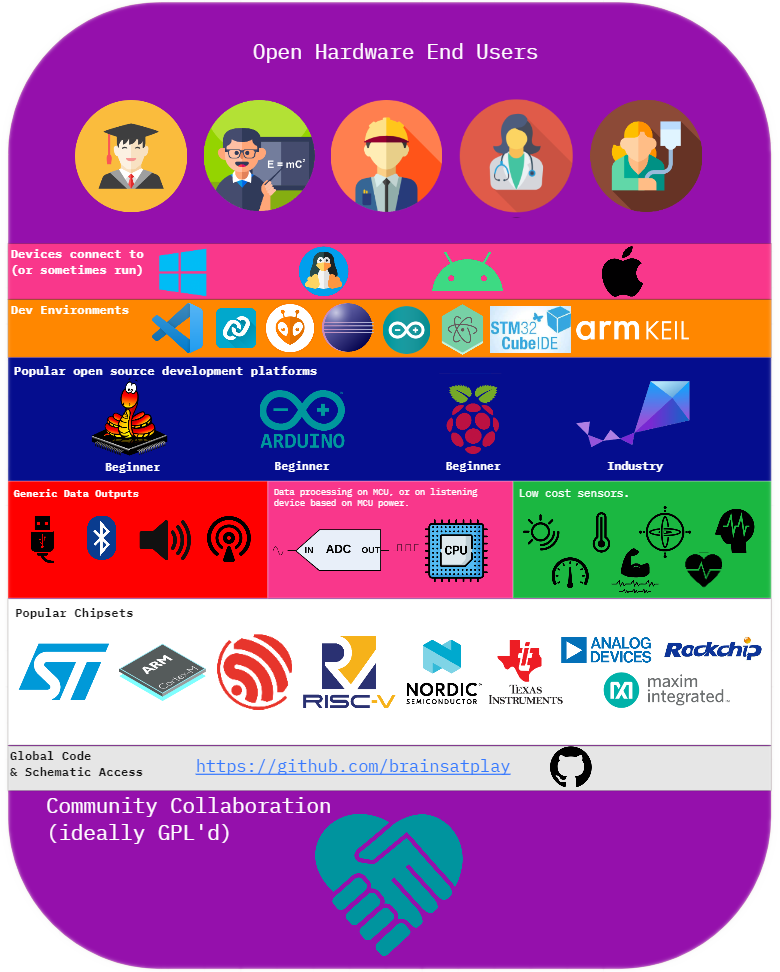 Open Hardware End Users
E = mC²
Devices connect to
(or sometimes run)
Dev Environments
STM32
CubeIDE
arm KEIL
Popular open source development platforms
ARDUINO
Beginner
Beginner
Beginner
Industry
Generic Data Outputs
Data processing on MCU, or on listening
device based on MCU power.
IN ADC OUT
CPU
Low cost sensors.
Popular Chipsets
ST
ARM
Cortex-M
RISC-V
NORDIC™
SEMICONDUCTOR
TEXAS
INSTRUMENTS
ANALOG
DEVICES
Rockchip
maxim
integrated™
Global Code
& Schematic Access
https://github.com/brainsatplay
Community Collaboration
(ideally GPL'd)